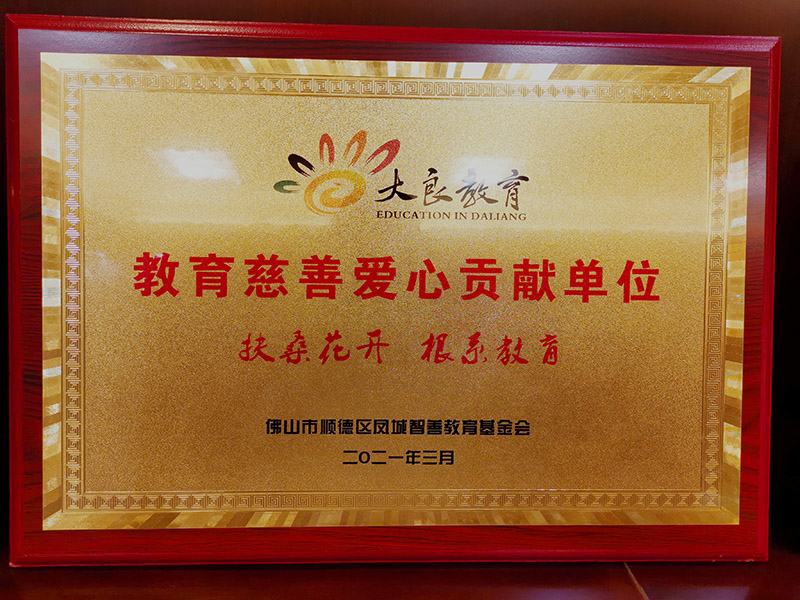 大良教育
EDUCATION IN DALIANG
教育慈善爱心贡献单位
扶桑花开 根系教育
佛山市顺德区凤城智善教育基金会
二〇二一年三月